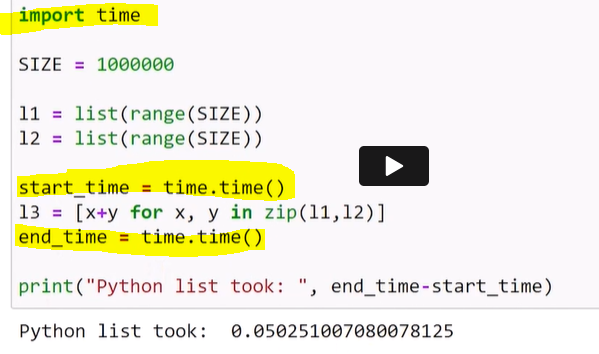 import time
SIZE = 1000000
l1 = list(range(SIZE))
l2 = list(range(SIZE))
start_time = time.time()
l3 = [x+y for x, y in zip(l1,l2)]
end_time = time.time()
print("Python list took: ", end_time-start_time)
Python list took:  0.050251007080078125